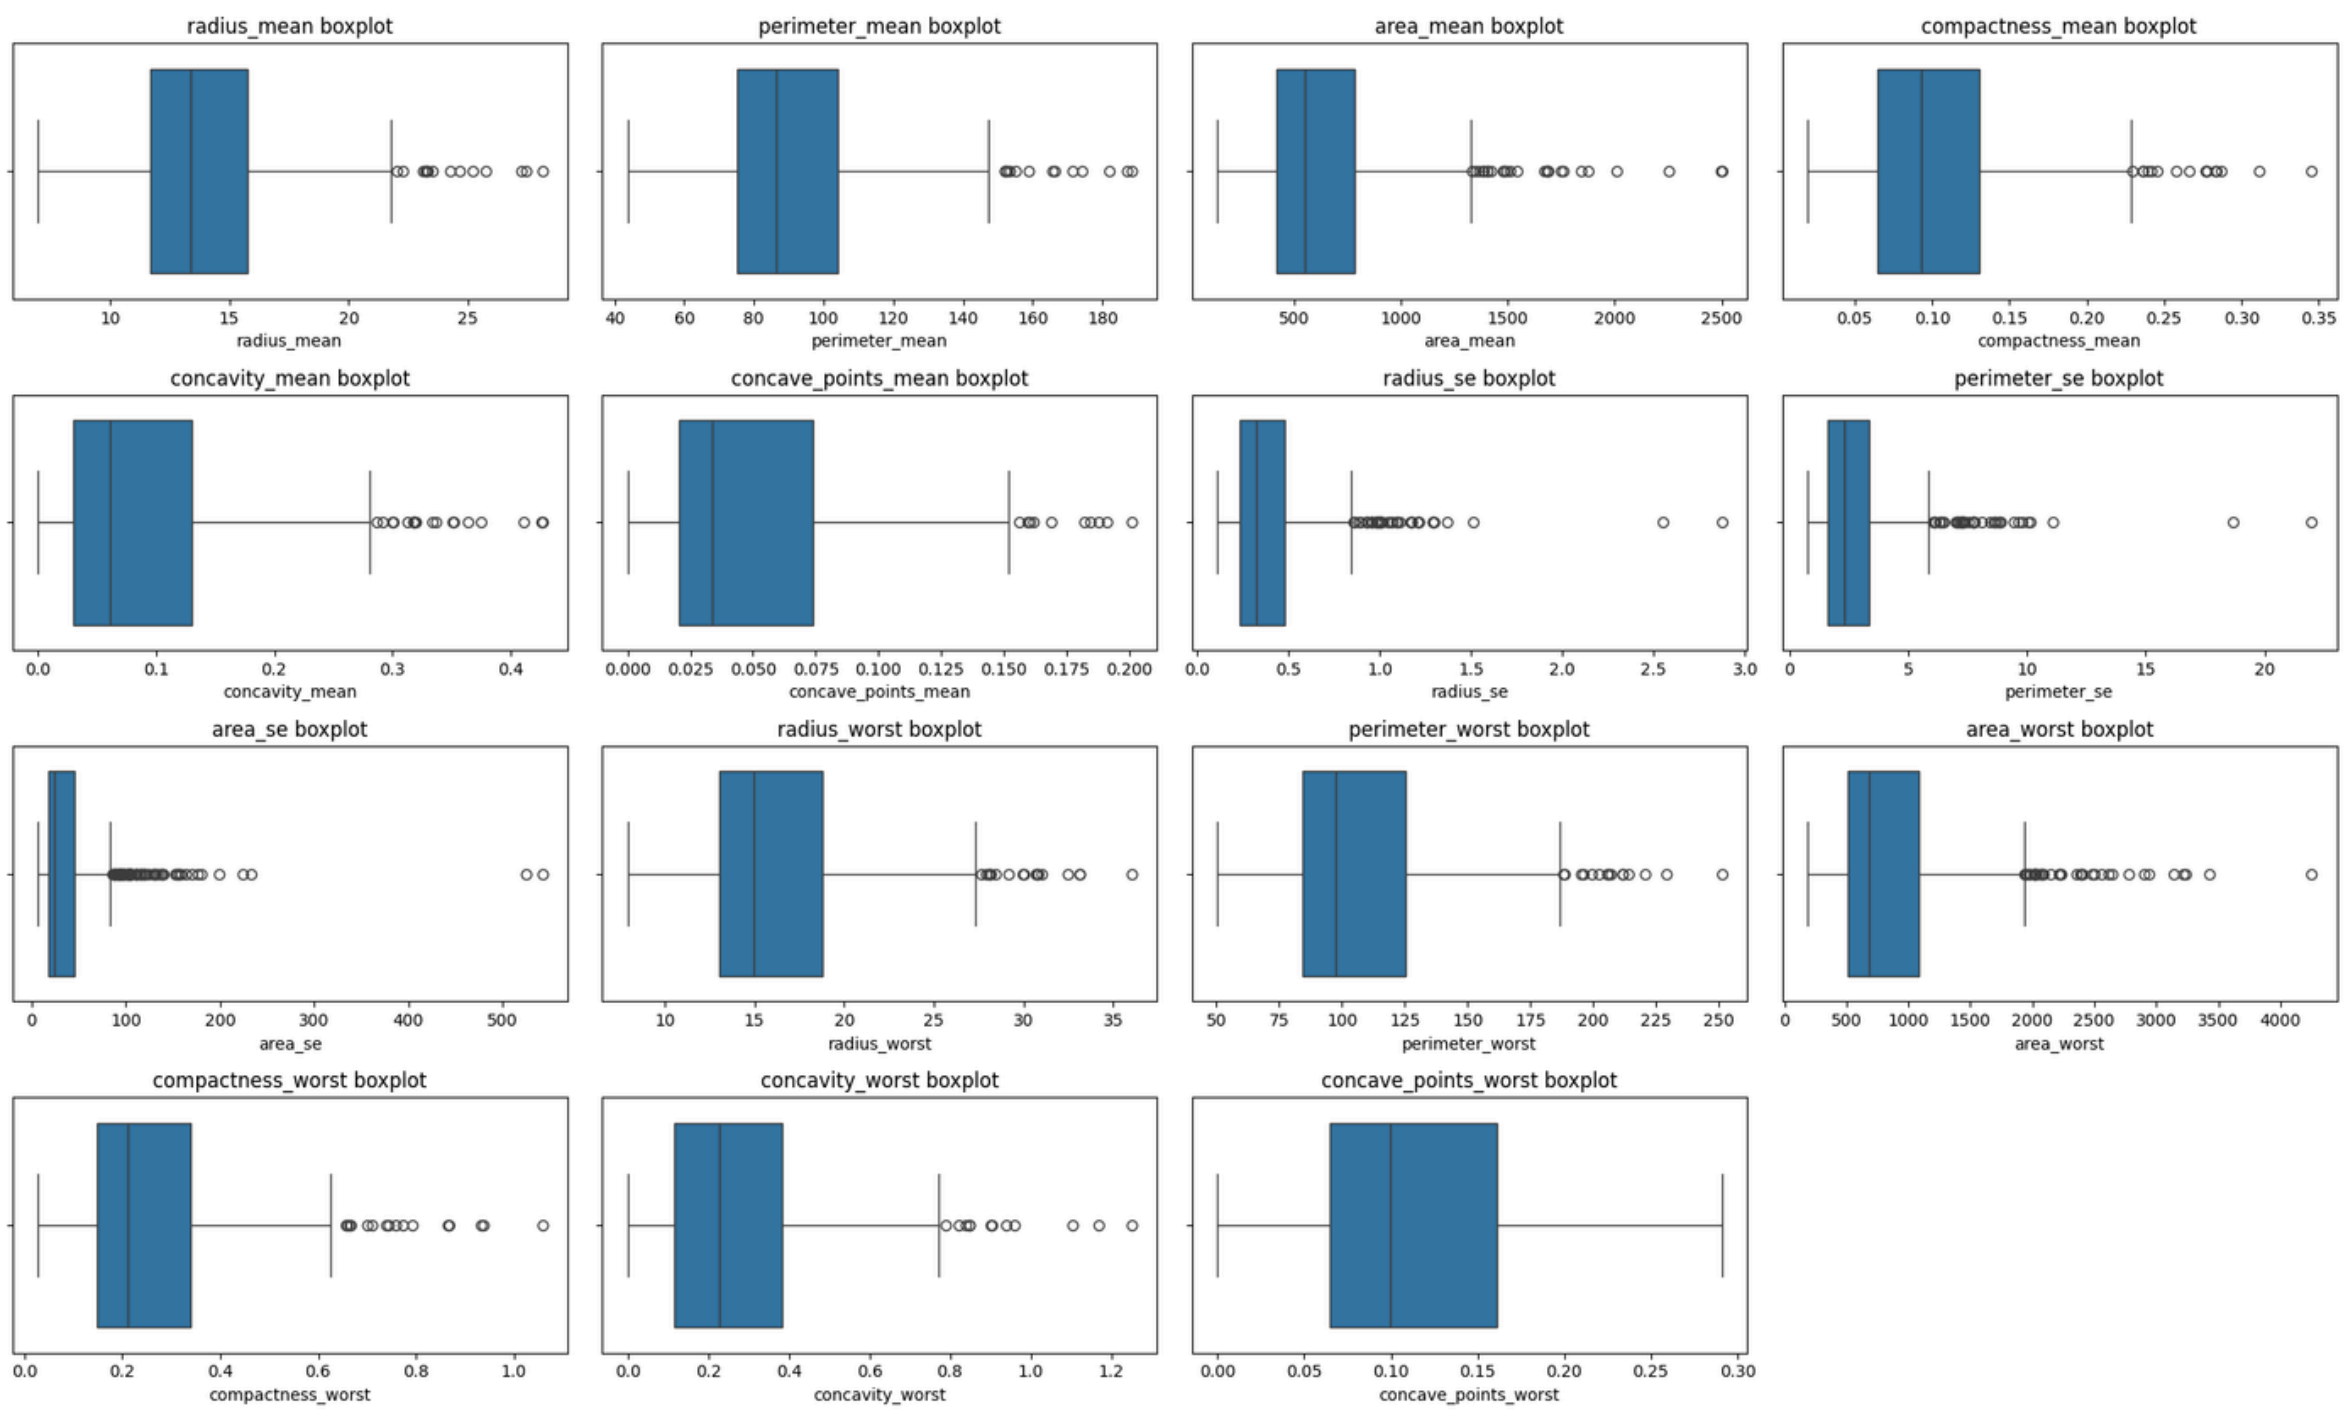 radius_mean boxplot
perimeter_mean boxplot
area_mean boxplot
compactness_mean boxplot
10 15 20 25
40 60 80 100 120 140 160 180
500 1000 1500 2000 2500
0.05 0.10 0.15 0.20 0.25 0.30 0.35
radius_mean
perimeter_mean
area_mean
compactness_mean
concavity_mean boxplot
concave_points_mean boxplot
radius_se boxplot
perimeter_se boxplot
0.0 0.1 0.2 0.3 0.4
0.000 0.025 0.050 0.075 0.100 0.125 0.150 0.175 0.200
0.0 0.5 1.0 1.5 2.0 2.5 3.0
0 5 10 15 20
concavity_mean
concave_points_mean
radius_se
perimeter_se
area_se boxplot
radius_worst boxplot
perimeter_worst boxplot
area_worst boxplot
0 100 200 300 400 500
10 15 20 25 30 35
50 75 100 125 150 175 200 225 250
0 500 1000 1500 2000 2500 3000 3500 4000
area_se
radius_worst
perimeter_worst
area_worst
compactness_worst boxplot
concavity_worst boxplot
concave_points_worst boxplot
0.0 0.2 0.4 0.6 0.8 1.0
0.0 0.2 0.4 0.6 0.8 1.0 1.2
0.00 0.05 0.10 0.15 0.20 0.25 0.30
compactness_worst
concavity_worst
concave_points_worst